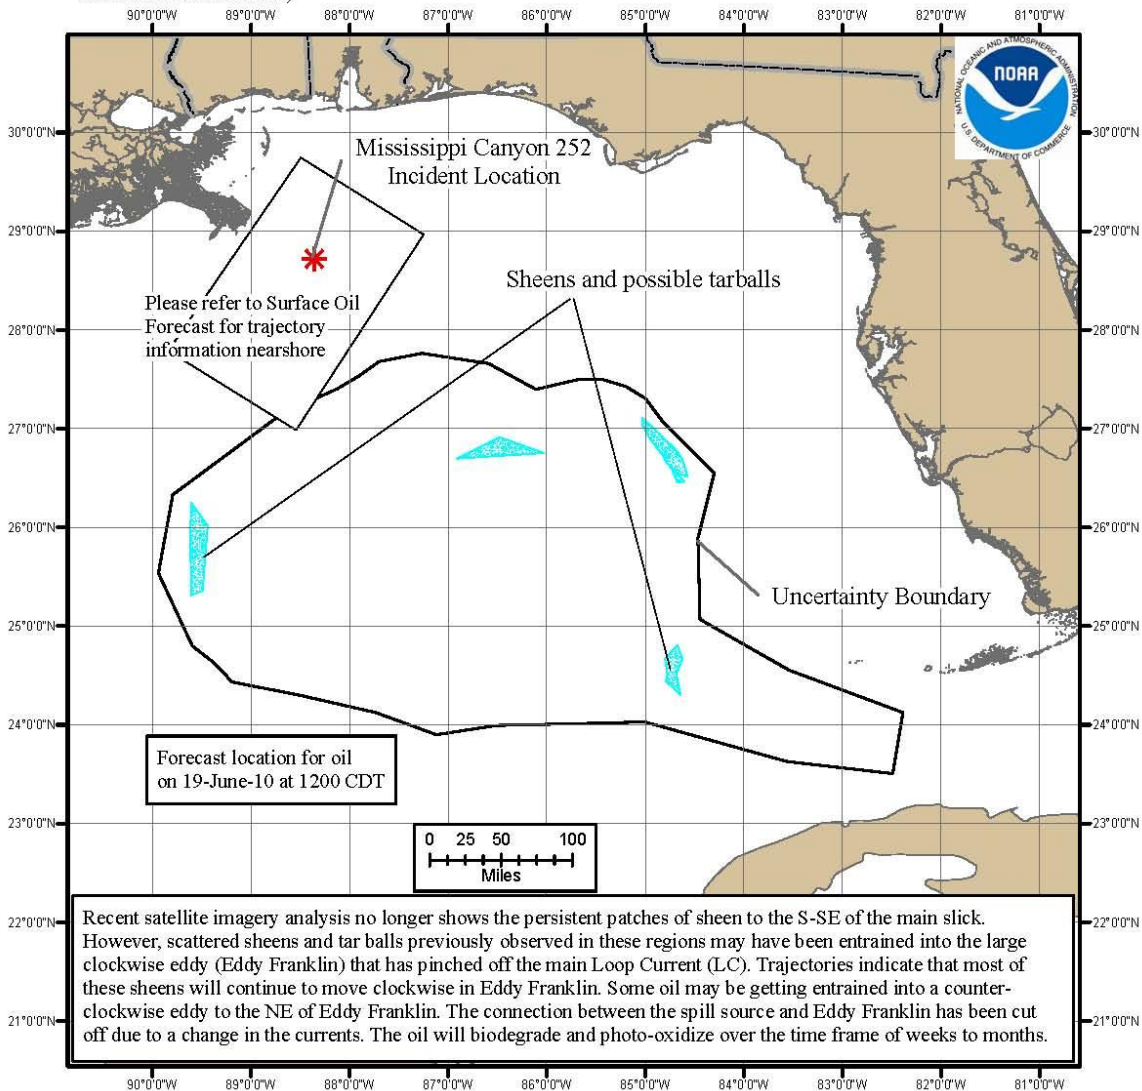 90°0'0"W 89°0'0"W 88°0'0"W 87°0'0"W 86°0'0"W 85°0'0"W 84°0'0"W 83°0'0"W 82°0'0"W 81°0'0"W
NATIONAL OCEANIC AND ATMOSPHERIC ADMINISTRATION
NOAA
U.S. DEPARTMENT OF COMMERCE
30°0'0"N
30°0'0"N
Mississippi Canyon 252
Incident Location
29°0'0"N
29°0'0"N
Sheens and possible tarballs
Please refer to Surface Oil
Forecast for trajectory
information nearshore
28°0'0"N
28°0'0"N
27°0'0"N
27°0'0"N
26°0'0"N
26°0'0"N
Uncertainty Boundary
25°0'0"N
25°0'0"N
24°0'0"N
24°0'0"N
Forecast location for oil
on 19-June-10 at 1200 CDT
23°0'0"N
23°0'0"N
0 25 50 100
Miles
22°0'0"N
22°0'0"N
Recent satellite imagery analysis no longer shows the persistent patches of sheen to the S-SE of the main slick.
However, scattered sheens and tar balls previously observed in these regions may have been entrained into the large
clockwise eddy (Eddy Franklin) that has pinched off the main Loop Current (LC). Trajectories indicate that most of
these sheens will continue to move clockwise in Eddy Franklin. Some oil may be getting entrained into a counter-
clockwise eddy to the NE of Eddy Franklin. The connection between the spill source and Eddy Franklin has been cut
off due to a change in the currents. The oil will biodegrade and photo-oxidize over the time frame of weeks to months.
21°0'0"N
21°0'0"N
90°0'0"W 89°0'0"W 88°0'0"W 87°0'0"W 86°0'0"W 85°0'0"W 84°0'0"W 83°0'0"W 82°0'0"W 81°0'0"W